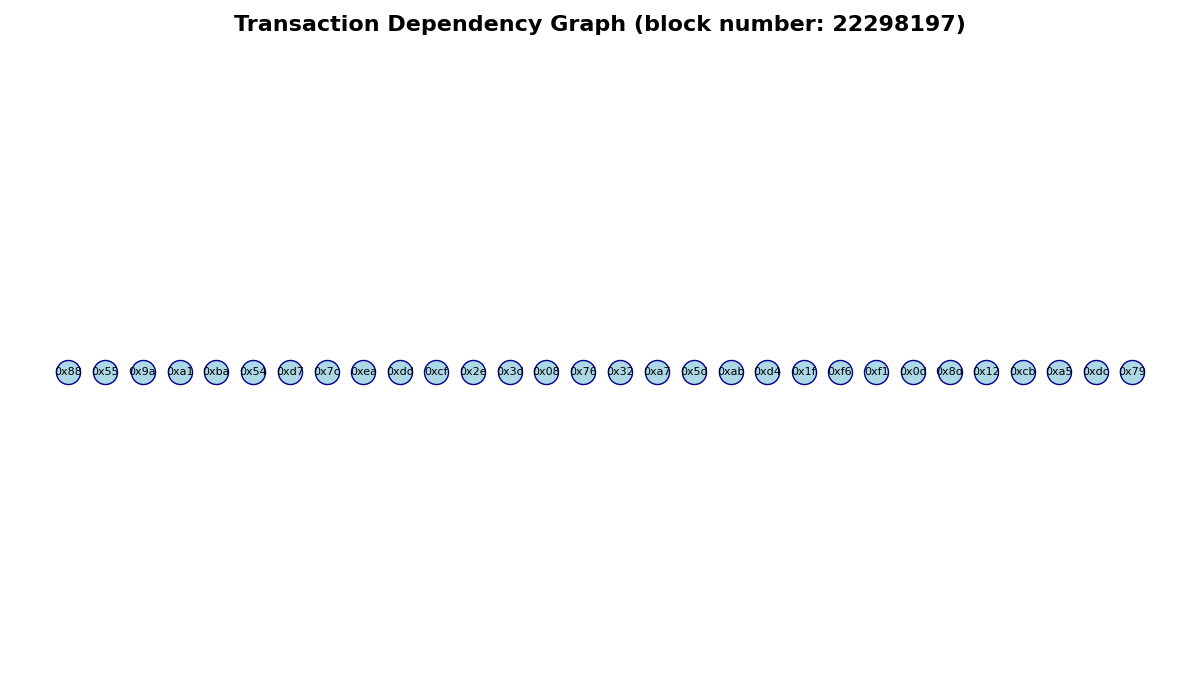 Transaction Dependency Graph (block number: 22298197)
0x88 0x55 0x9a 0xa1 0xba 0x54 0xd7 0x7c 0xea 0xdd 0xcf 0x2e 0x3d 0x08 0x76 0x32 0xa7 0x5d 0xab 0xd4 0x1f 0xf6 0xf1 0x0d 0x8d 0x12 0xcb 0xa5 0xdc 0x79